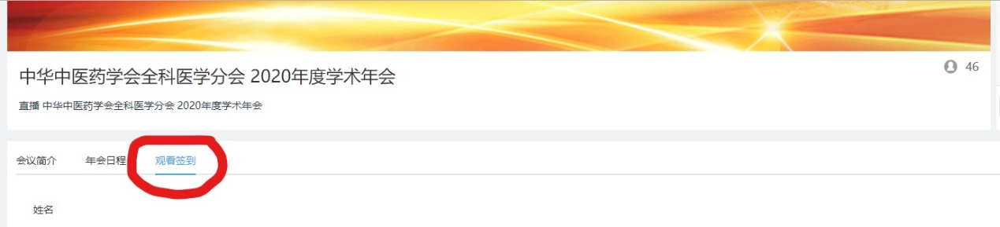 中华中医药学会全科医学分会 2020年度学术年会
46
直播 中华中医药学会全科医学分会 2020年度学术年会
会议简介 年会日程 观看签到
姓名